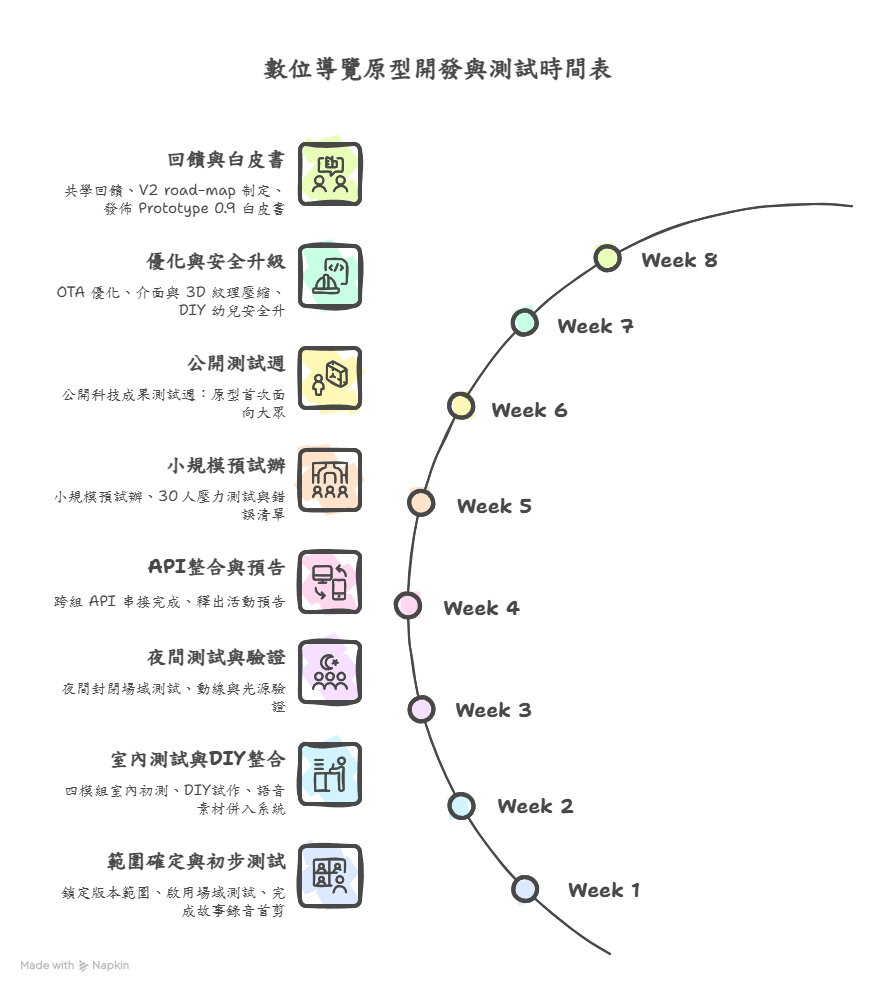 數位導覽原型開發與測試時間表
回饋與白皮書
共學回饋、V2 road-map 制定、
發佈 Prototype 0.9 白皮書
Week 8
優化與安全升級
OTA 優化、介面與 3D 紋理壓縮、
DIY 幼兒安全升
Week 7
公開測試週
公開科技成果測試週：原型首次面
向大眾
Week 6
小規模預試辦
小規模預試辦、30 人壓力測試與錯
誤清單
Week 5
API整合與預告
跨組 API 串接完成、釋出活動預告
Week 4
夜間測試與驗證
夜間封閉場域測試、動線與光源驗
證
Week 3
室內測試與DIY整合
四模組室內初測、DIY試作、語音
素材併入系統
Week 2
範圍確定與初步測試
鎖定版本範圍、啟用場域測試、完
成故事錄音首剪
Week 1
Made with Napkin